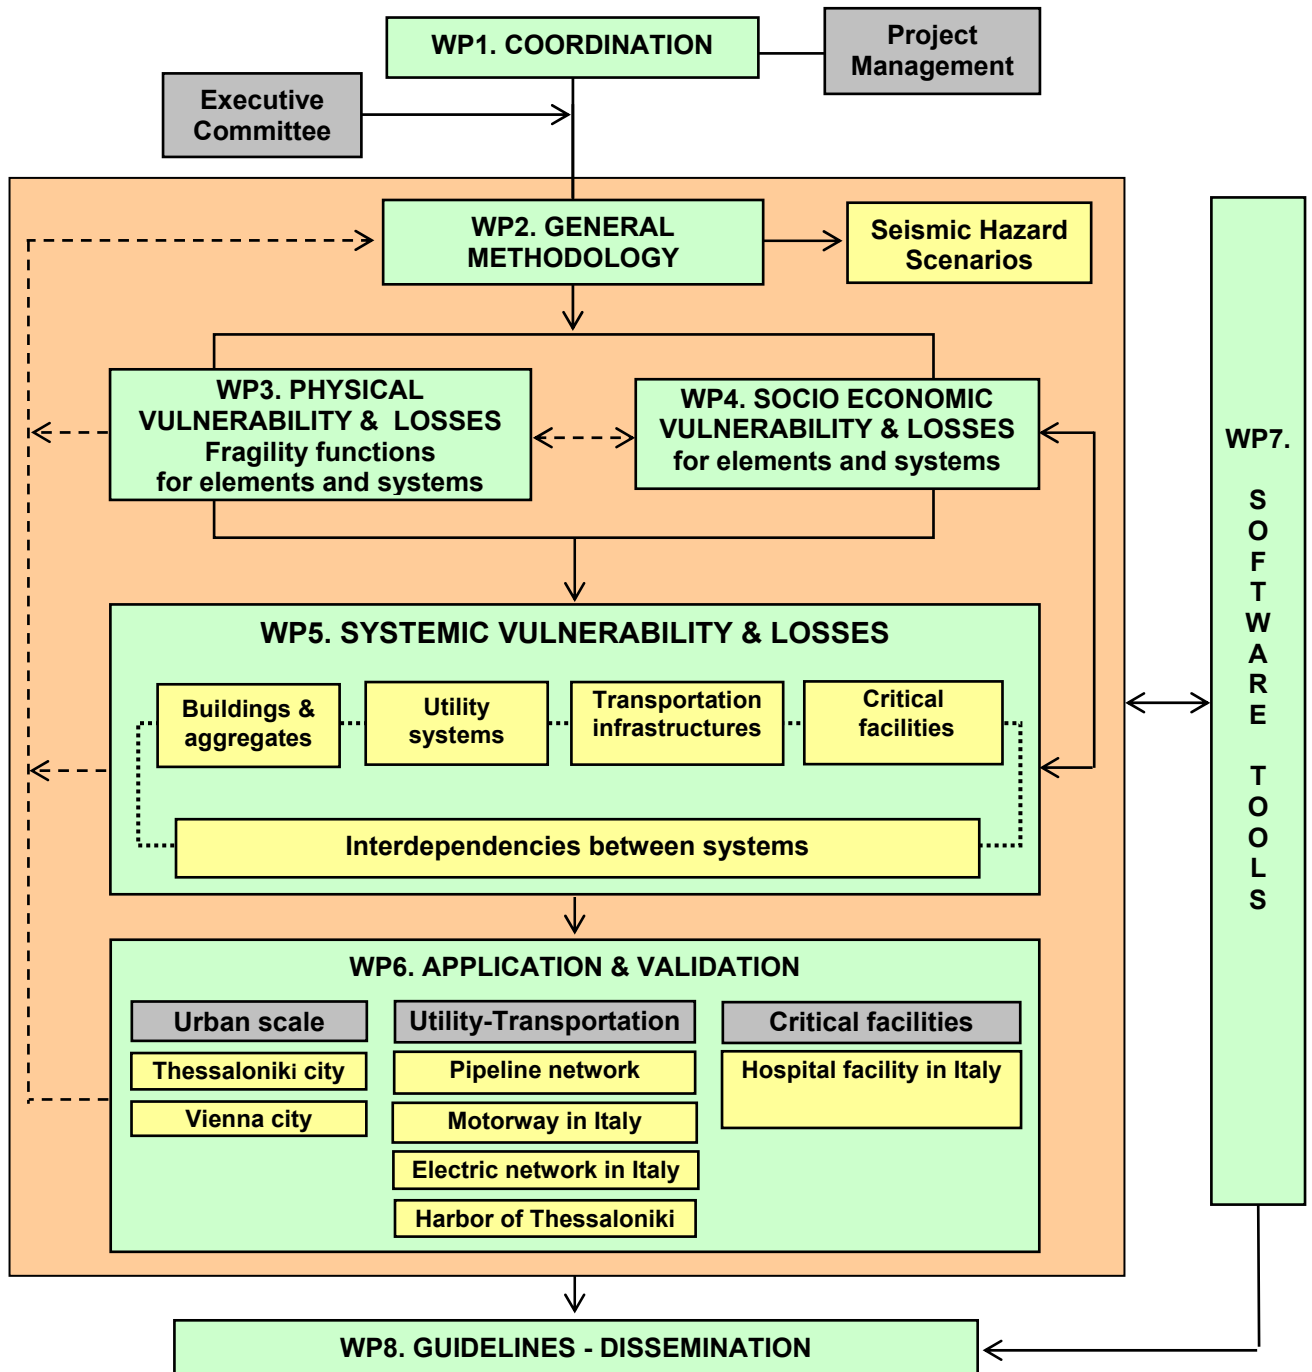 WP1. COORDINATION
Project
Management
Executive
Committee
WP2. GENERAL
METHODOLOGY
Seismic Hazard
Scenarios
WP3. PHYSICAL
VULNERABILITY & LOSSES
Fragility functions
for elements and systems
WP4. SOCIO ECONOMIC
VULNERABILITY & LOSSES
for elements and systems
WP5. SYSTEMIC VULNERABILITY & LOSSES
Buildings &
aggregates
Utility
systems
Transportation
infrastructures
Critical
facilities
Interdependencies between systems
WP6. APPLICATION & VALIDATION
Urban scale
Thessaloniki city
Vienna city
Utility-Transportation
Pipeline network
Motorway in Italy
Electric network in Italy
Harbor of Thessaloniki
Critical facilities
Hospital facility in Italy
WP7.
S
O
F
T
W
A
R
E
T
O
O
L
S
WP8. GUIDELINES - DISSEMINATION